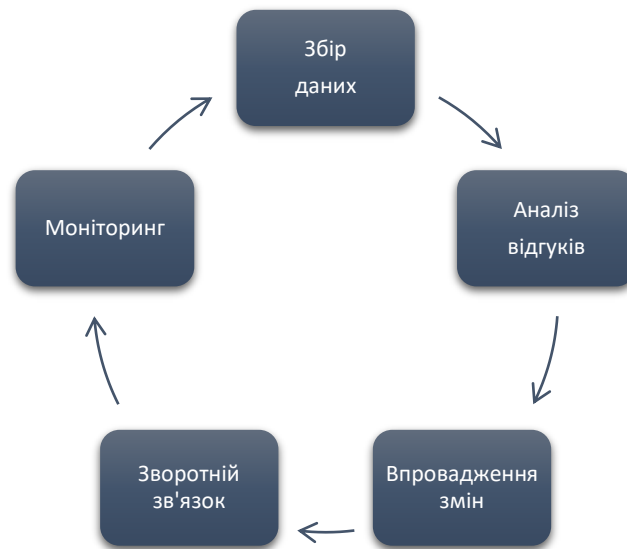 Збір
даних
Аналіз
відгуків
Впровадження
змін
Зворотній
зв'язок
Моніторинг